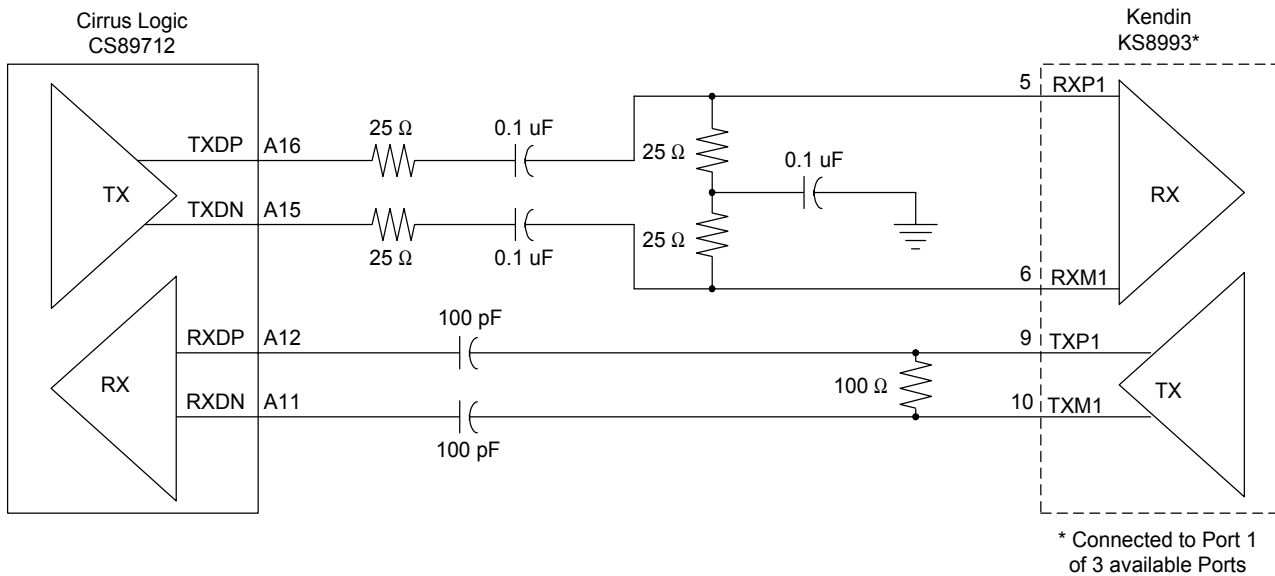 Cirrus Logic
CS89712
Kendin
KS8993*
TX
TXDP
A16
25 Ω
0.1 uF
25 Ω
0.1 uF
5
RXP1
TXDN
A15
25 Ω
0.1 uF
25 Ω
6
RXM1
RX
RX
RXDP
A12
100 pF
9
TXP1
RXDN
A11
100 pF
100 Ω
10
TXM1
TX
* Connected to Port 1
of 3 available Ports